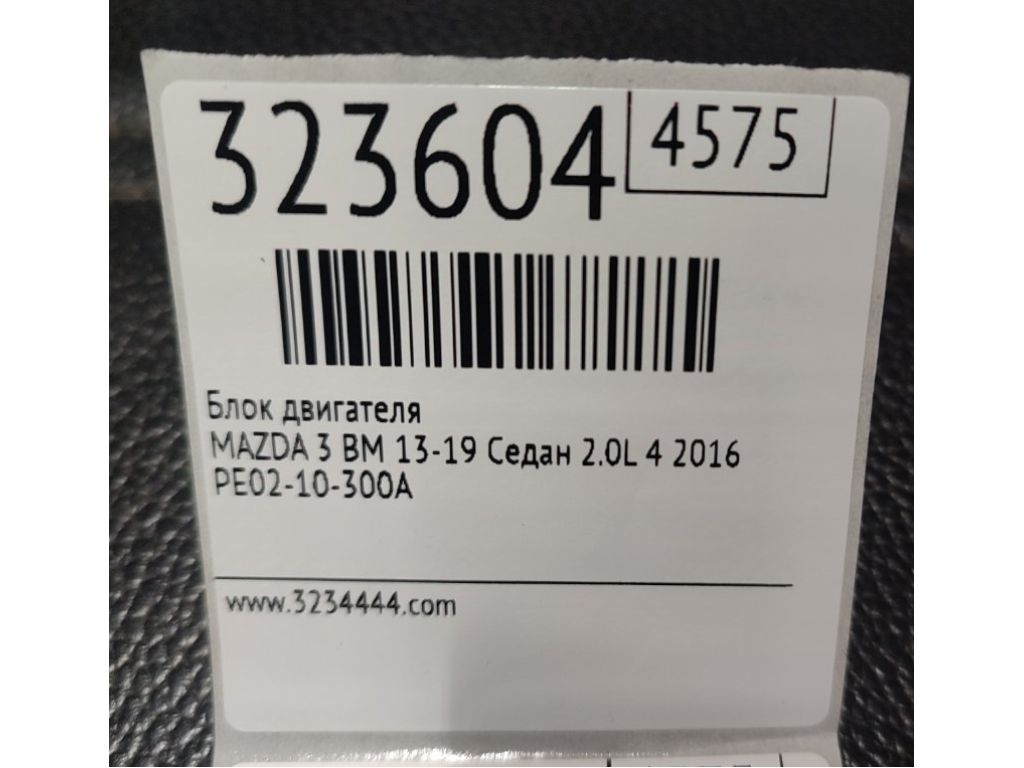 323604
4575
Блок двигателя
MAZDA 3 BM 13-19 Седан 2.0L 4 2016
PE02-10-300A
www.3234444.com